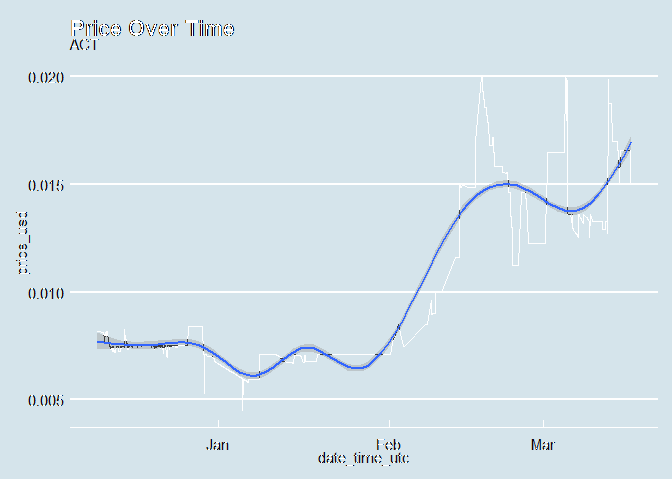 Price Over Time
ACT
0.020
0.015
0.010
0.005
price_usd
Jan
Feb
Mar
date_time_utc